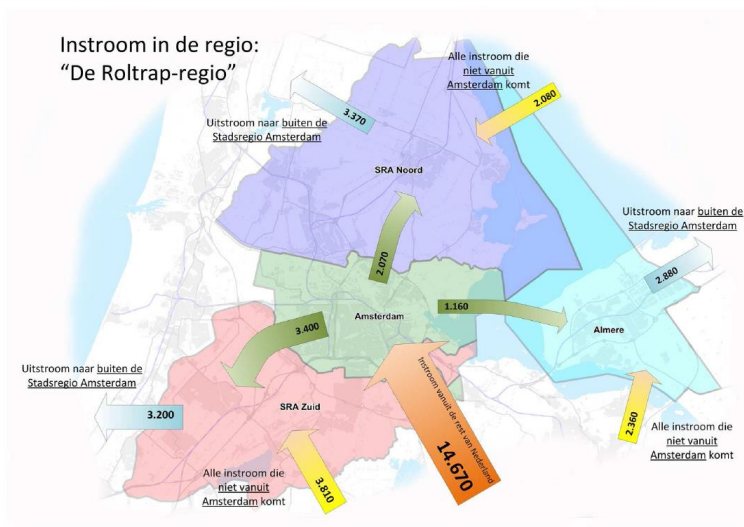 Instroom in de regio:
“De Roltrap-regio”
Alle instroom die
niet vanuit
Amsterdam komt
2.080
3.370
Uitstroom naar buiten de
Stadsregio Amsterdam
SRA Noord
Uitstroom naar buiten de
Stadsregio Amsterdam
2.880
2.070
1.160
Amsterdam
Almere
3.400
Uitstroom naar buiten de
Stadsregio Amsterdam
3.200
SRA Zuid
Instroom vanuit de rest van Nederland
14.670
2.360
Alle instroom die
niet vanuit
Amsterdam komt
Alle instroom die
niet vanuit
Amsterdam komt
3.810